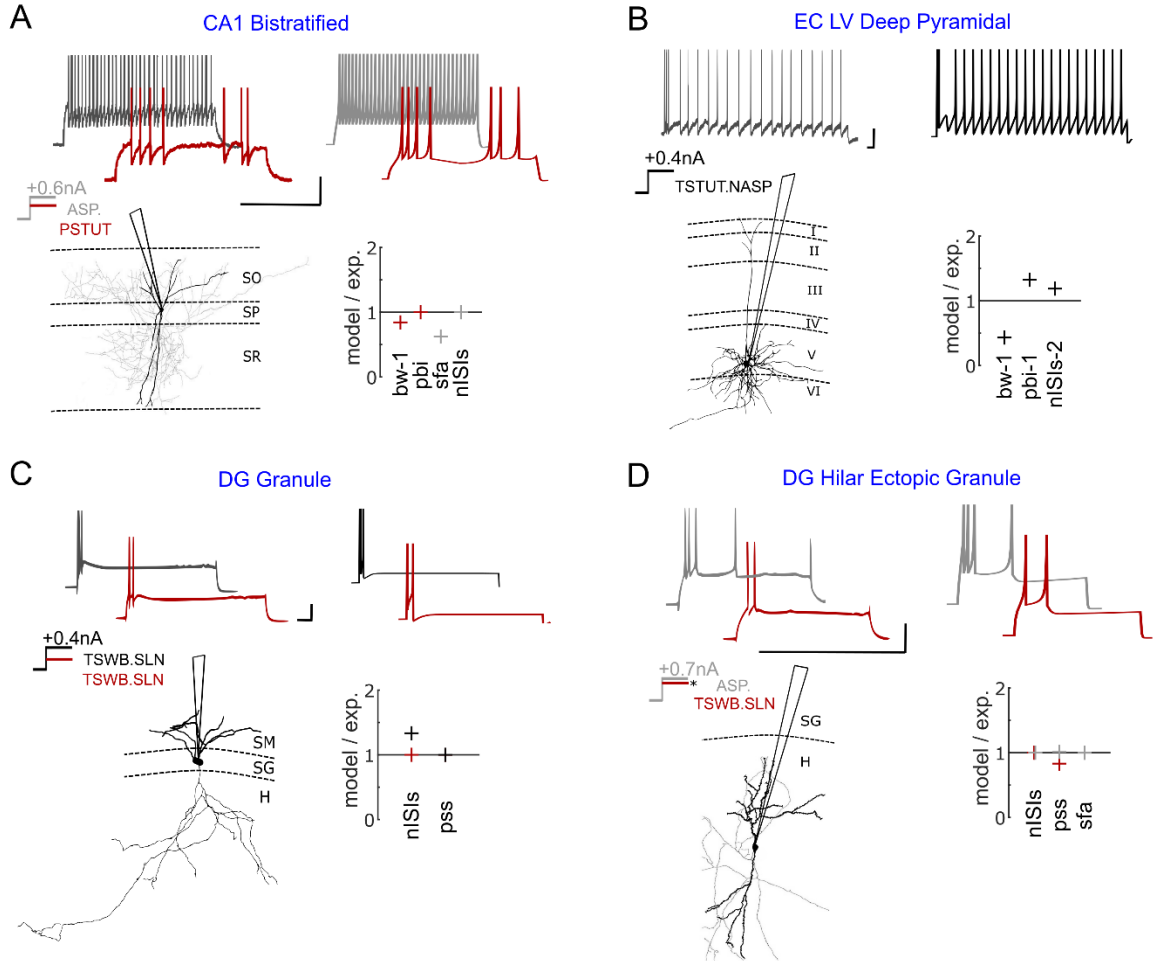 A
CA1 Bistratified
+0.6nA
ASP.
PSTUT
SO
SP
SR
model / exp.
2
1
0
bw-1
pbi
sfa
nISIs
B
EC LV Deep Pyramidal
+0.4nA
TSTUT.NASP
I
II
III
IV
V
VI
model / exp.
2
1
0
bw-1
pbi-1
nISIs-2
C
DG Granule
+0.4nA
TSWB.SLN
TSWB.SLN
SM
SG
H
model / exp.
2
1
0
nISIs
pss
D
DG Hilar Ectopic Granule
+0.7nA
* ASP.
TSWB.SLN
SG
H
model / exp.
2
1
0
nISIs
pss
sfa